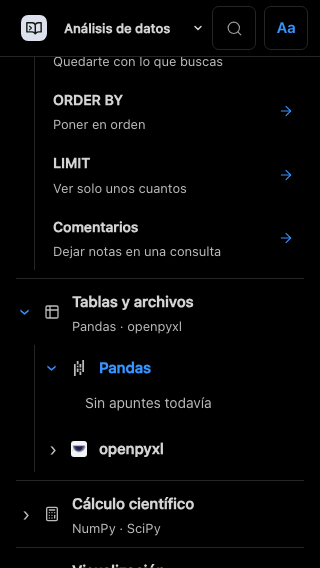 Análisis de datos
Aa
Quedarte con lo que buscas
ORDER BY
Poner en orden
LIMIT
Ver solo unos cuantos
Comentarios
Dejar notas en una consulta
Tablas y archivos
Pandas · openpyxl
Pandas
Sin apuntes todavía
openpyxl
Cálculo científico
NumPy · SciPy
Visualización